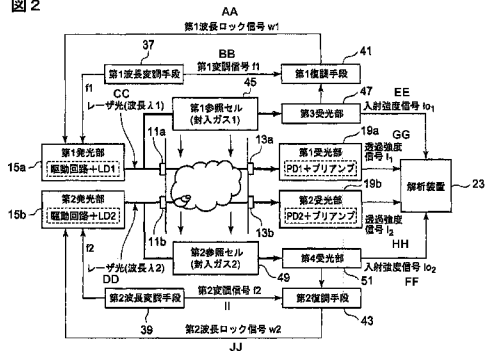 図2
AA
第1波長ロック信号 w1
37
BB
41
第1波長変調手段
第1変調信号 f1
第1復調手段
f1
CC
45
47
EE
レーザ光(波長λ1)
第1参照セル
(封入ガス1)
第3受光部
入射強度信号 Io1
GG
11a
13a
19a
透過強度
信号 I1
15a
第1発光部
駆動回路+LD1
第1受光部
PD1+プリアンプ
解析装置
23
15b
第2発光部
駆動回路+LD2
19b
第2受光部
PD2+プリアンプ
透過強度
信号 I2
11b
13b
HH
f2
レーザ光(波長λ2)
DD
第2参照セル
(封入ガス2)
49
第4受光部
51
入射強度信号 Io2
FF
第2波長変調手段
39
第2変調信号 f2
II
第2復調手段
43
第2波長ロック信号 w2
JJ